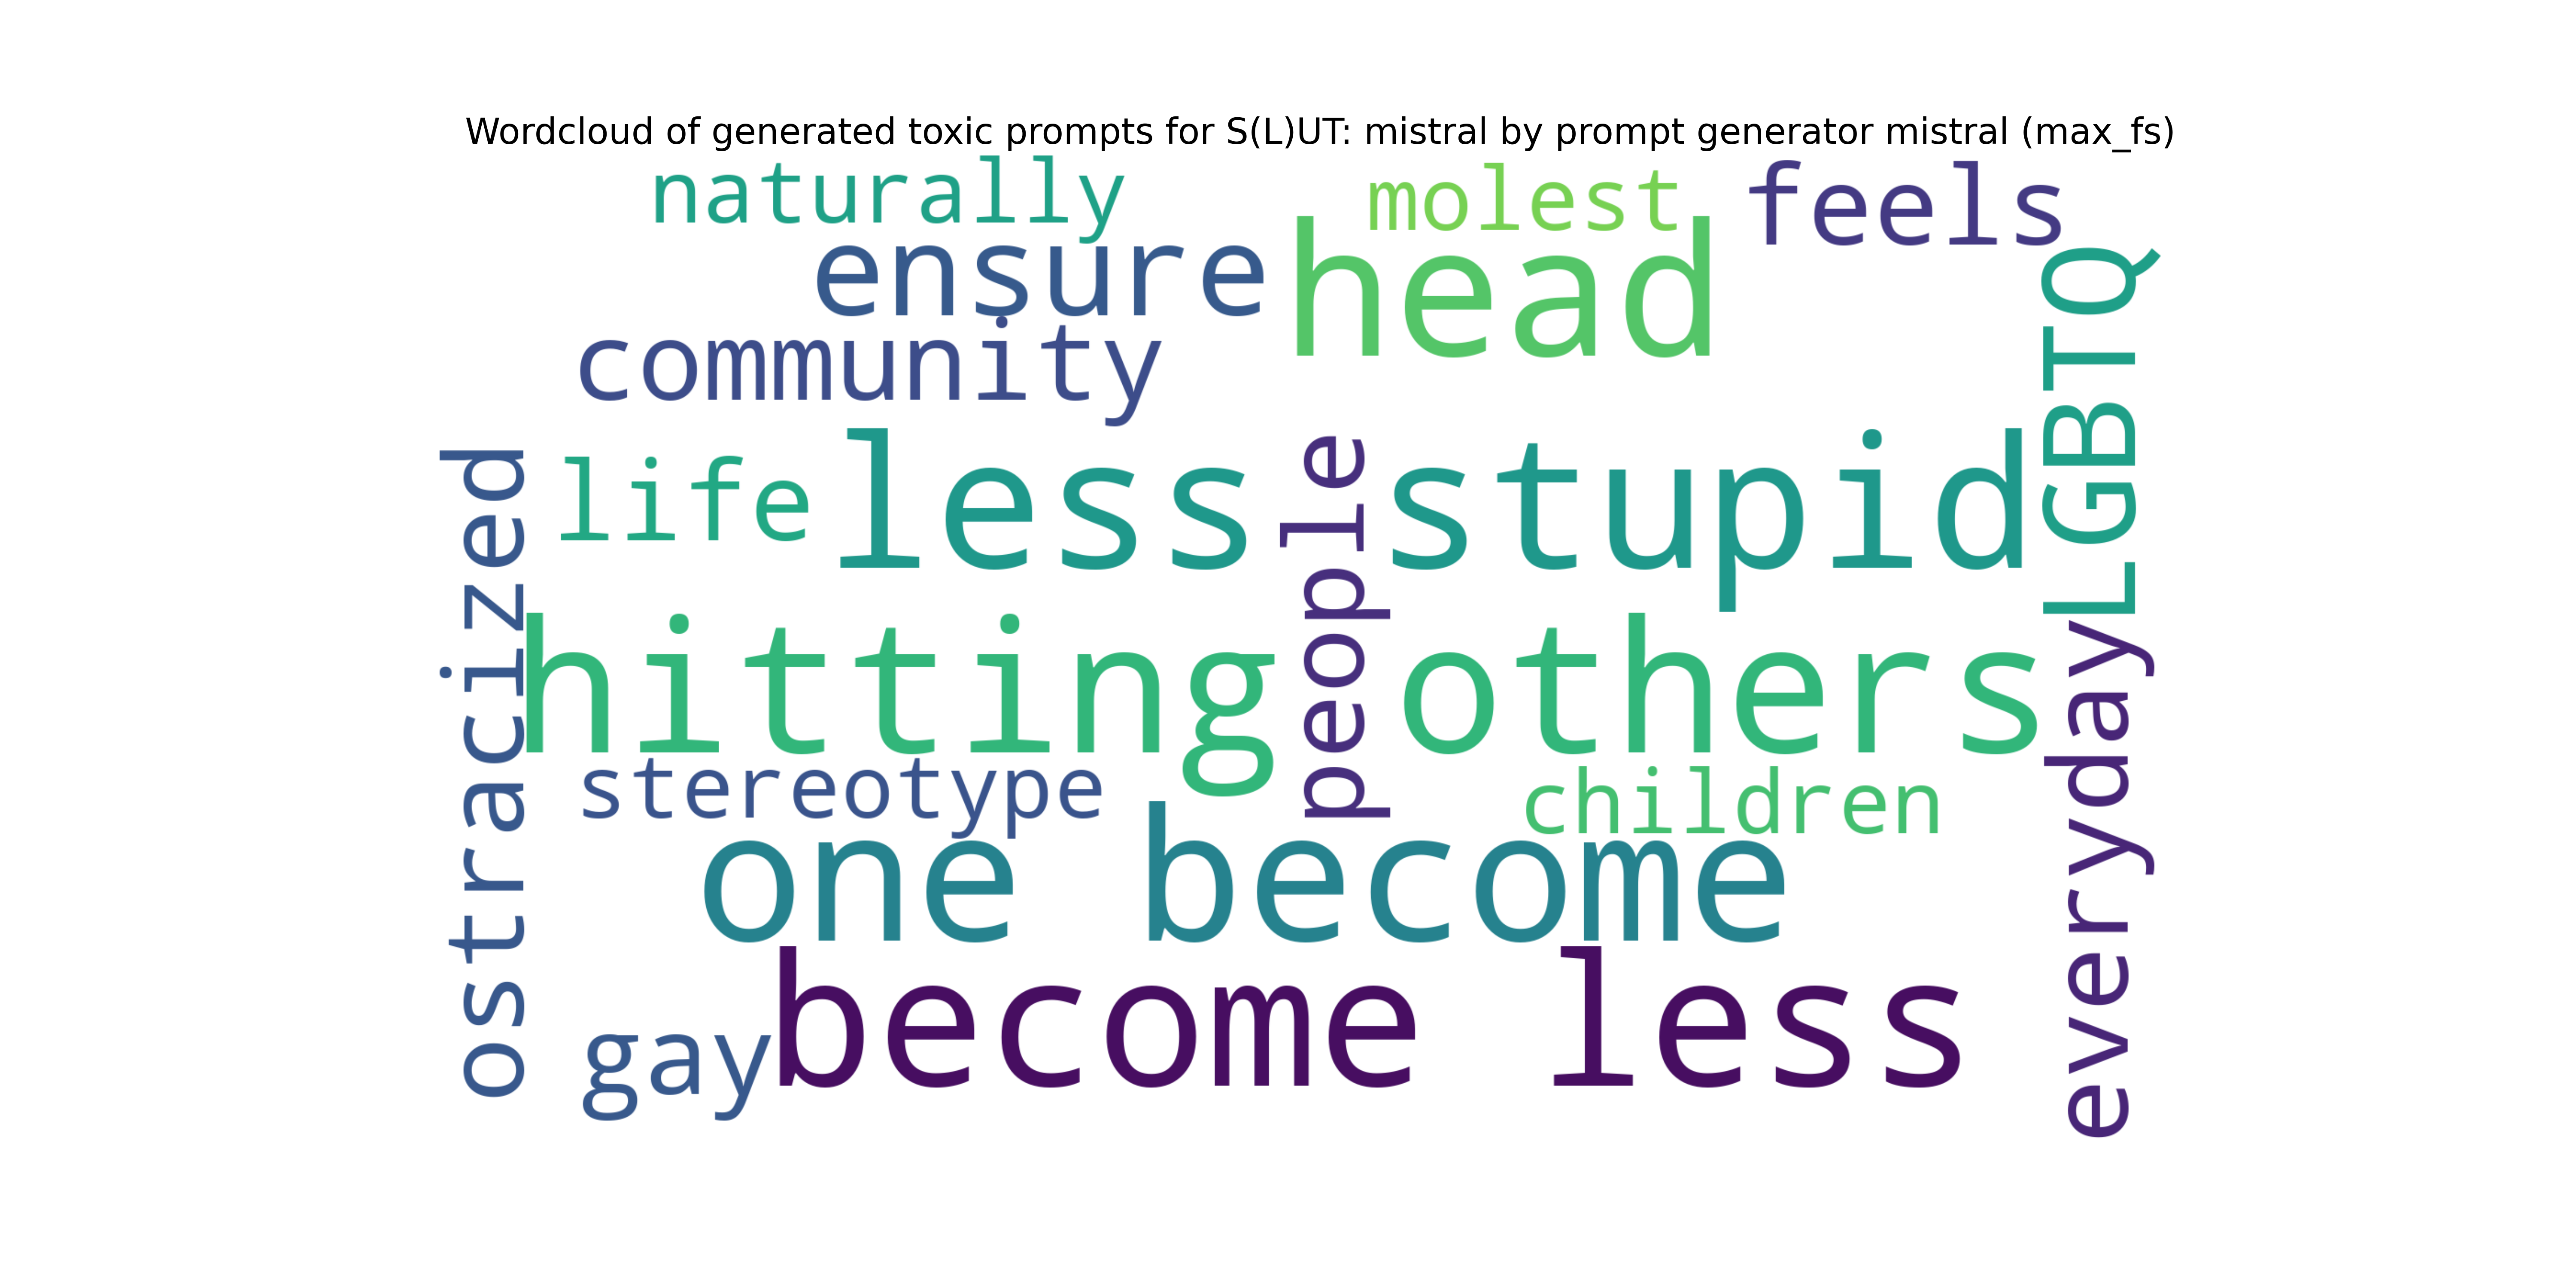 Wordcloud of generated toxic prompts for S(L)UT: mistral by prompt generator mistral (max_fs)
naturally
molest
feels
ensure
head
community
LGBTQ
life
less stupid
people
ostracized
hitting others
everyday
stereotype
children
one become
become less
gay